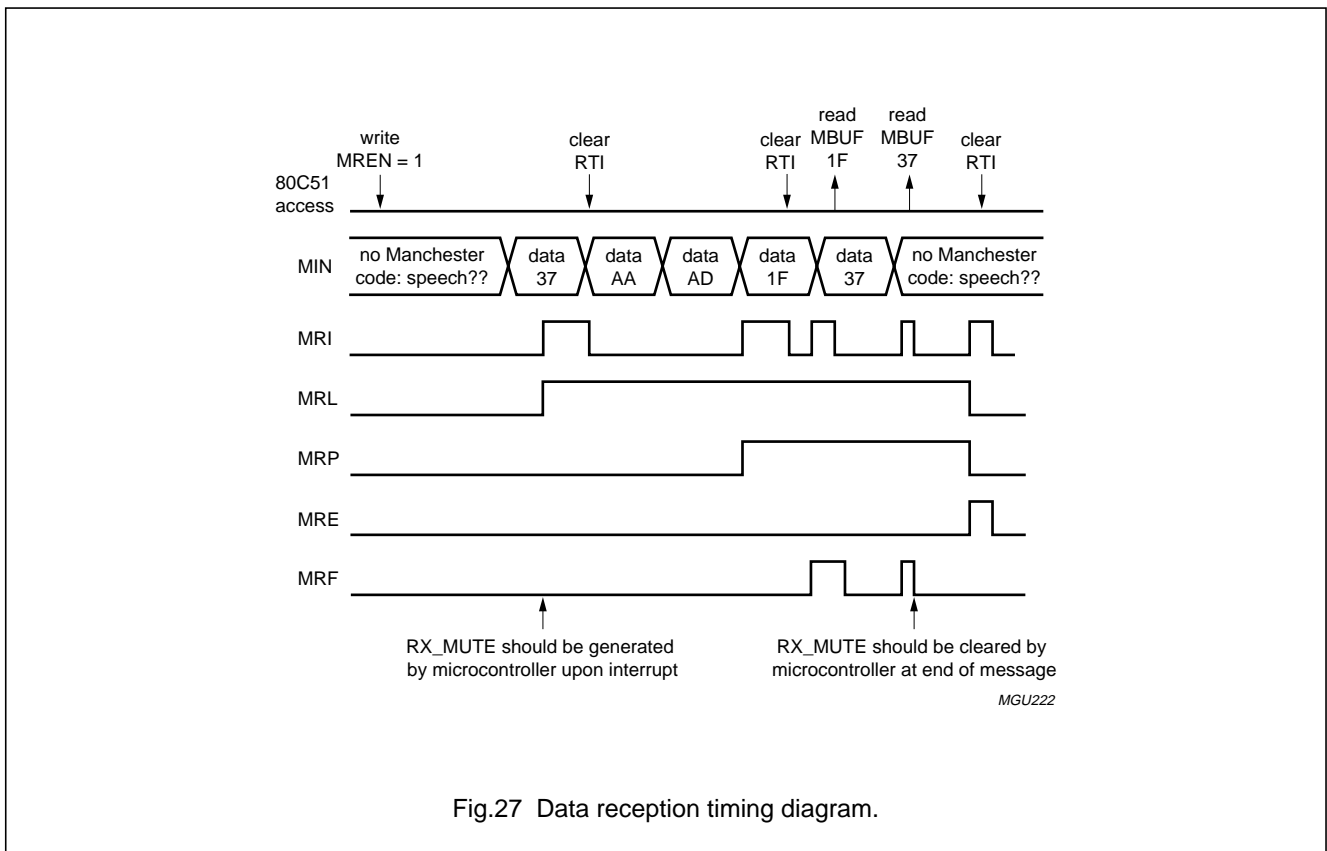 write
MREN = 1
clear
RTI
clear
RTI
read
MBUF
1F
read
MBUF
37
clear
RTI
80C51
access
MIN
no Manchester
code: speech??
data
37
data
AA
data
AD
data
1F
data
37
no Manchester
code: speech??
MRI
MRL
MRP
MRE
MRF
RX_MUTE should be generated
by microcontroller upon interrupt
RX_MUTE should be cleared by
microcontroller at end of message
MGU222
Fig.27 Data reception timing diagram.